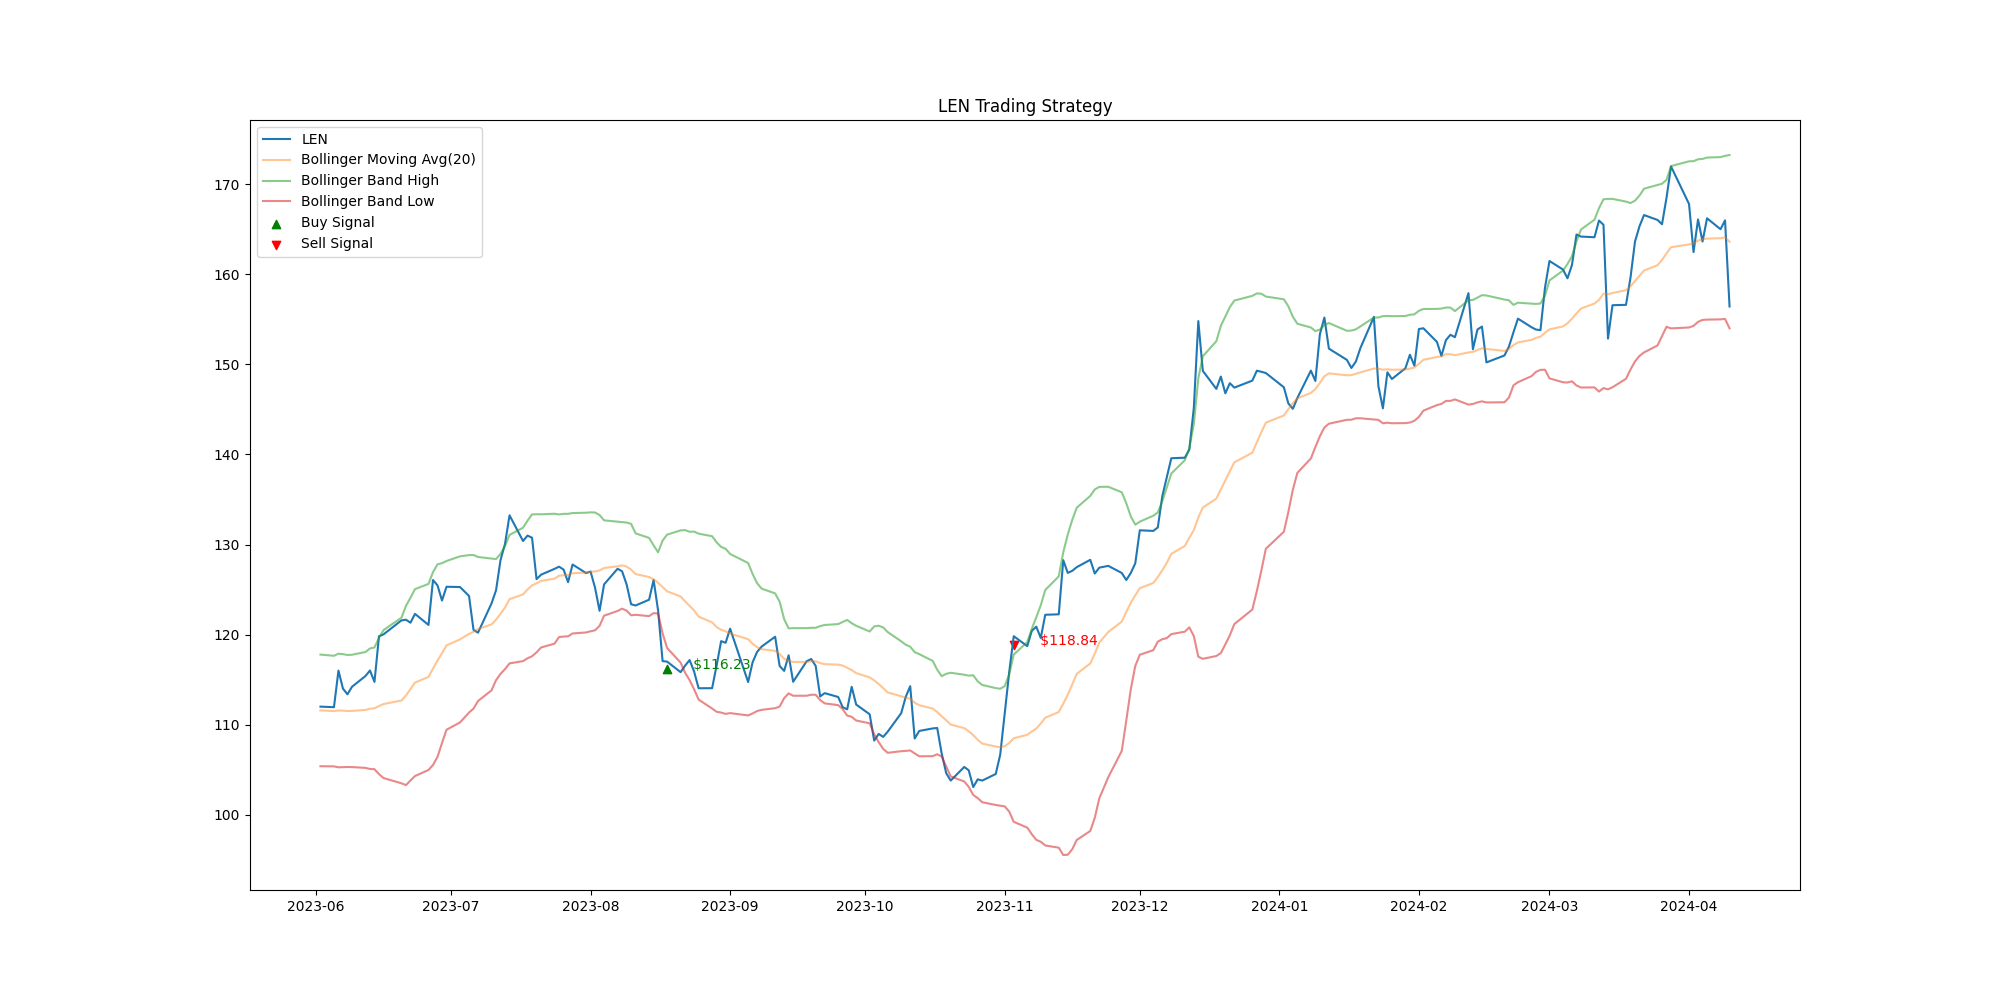 LEN Trading Strategy
LEN
Bollinger Moving Avg(20)
Bollinger Band High
Bollinger Band Low
Buy Signal
Sell Signal
170
160
150
140
130
120
110
100
$116.23
$118.84
2023-06 2023-07 2023-08 2023-09 2023-10 2023-11 2023-12 2024-01 2024-02 2024-03 2024-04